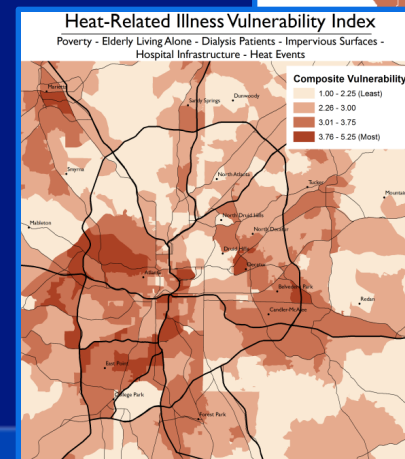 Heat-Related Illness Vulnerability Index
Poverty - Elderly Living Alone - Dialysis Patients - Impervious Surfaces -
Hospital Infrastructure - Heat Events
Composite Vulnerability
1.00 - 2.25 (Least)
2.26 - 3.00
3.01 - 3.75
3.76 - 5.25 (Most)
Marietta
Sandy Springs
Dunwoody
Smyrna
North Atlanta
Tucker
Mountain
Mableton
North Druid Hills
North Decatur
Druid Hills
Decatur
Atlanta
Belvedere Park
Redan
Candler-McAfee
East Point
College Park
Forest Park